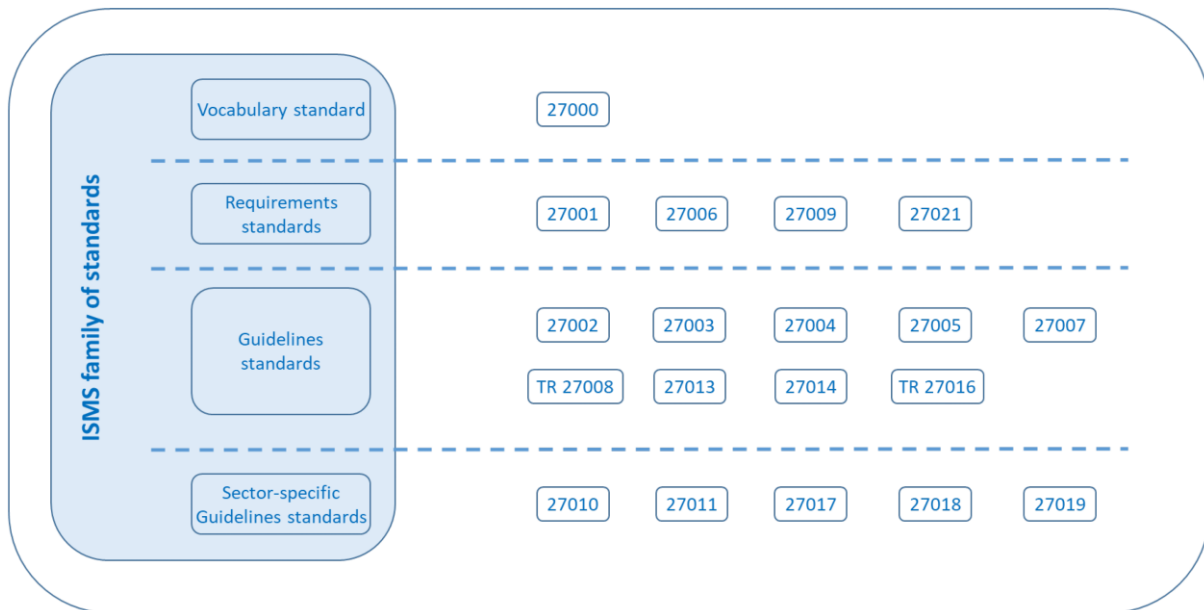 ISMS family of standards
Vocabulary standard
27000
Requirements
standards
27001
27006
27009
27021
Guidelines
standards
27002
27003
27004
27005
27007
TR 27008
27013
27014
TR 27016
Sector-specific
Guidelines standards
27010
27011
27017
27018
27019